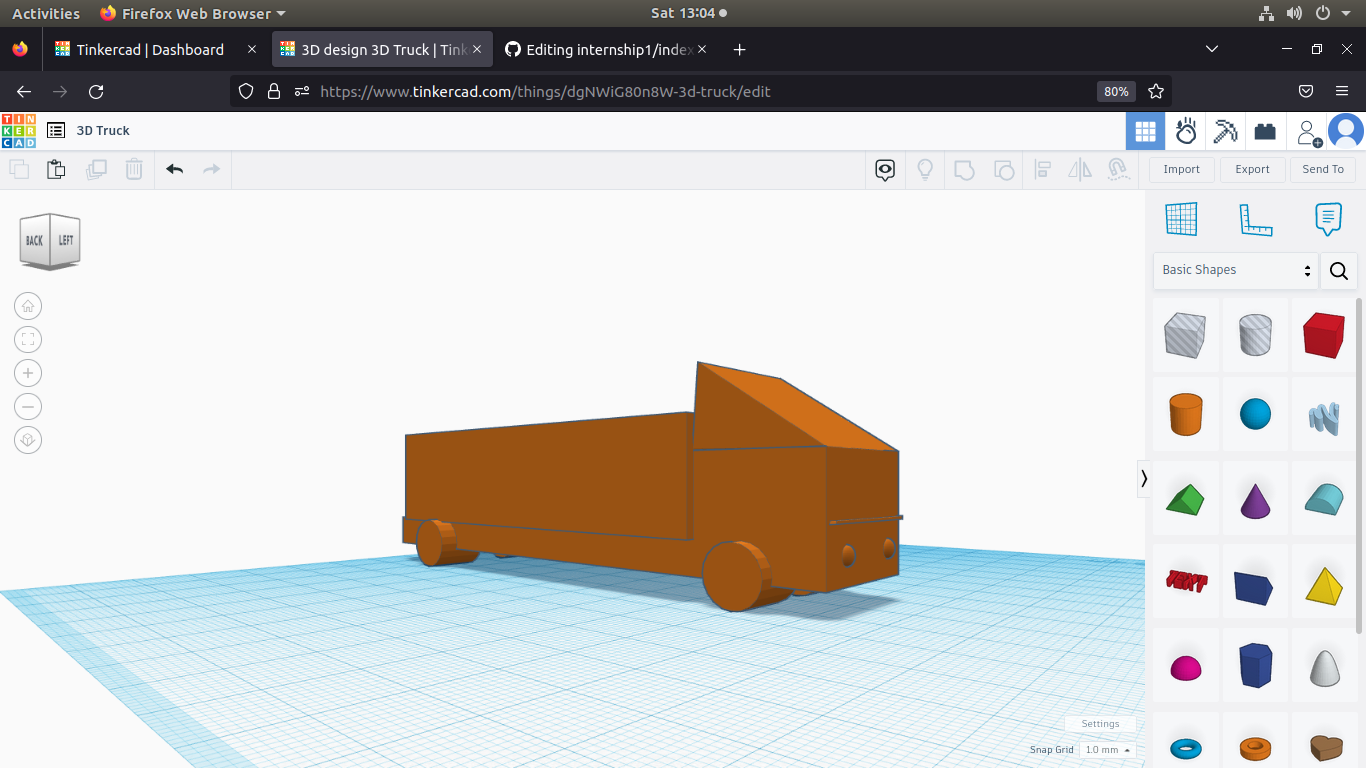 Activities
Firefox Web Browser
Sat 13:04
Tinkercad | Dashboard
3D design 3D Truck | Tink
Editing internship1/index
https://www.tinkercad.com/things/dgNWiG80n8W-3d-truck/edit
80%
TIN
KER
CAD
3D Truck
Import
Export
Send To
BACK
LEFT
Basic Shapes
TEXT
Settings
Snap Grid
1.0 mm